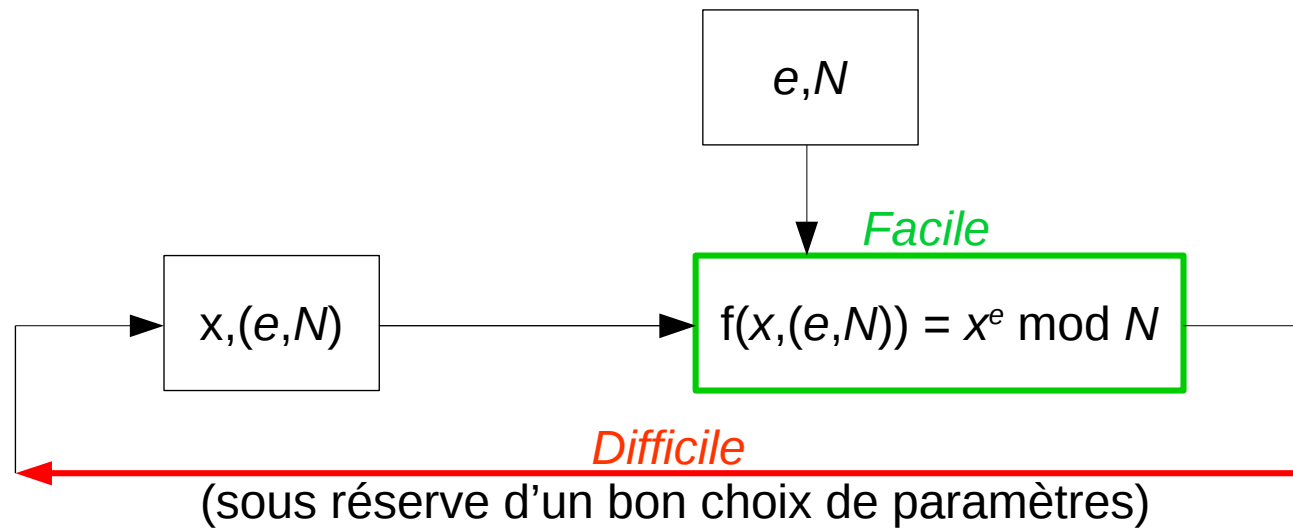 e,N
Facile
x,(e,N)
f(x,(e,N)) = xᵉ mod N
Difficile
(sous réserve d’un bon choix de paramètres)